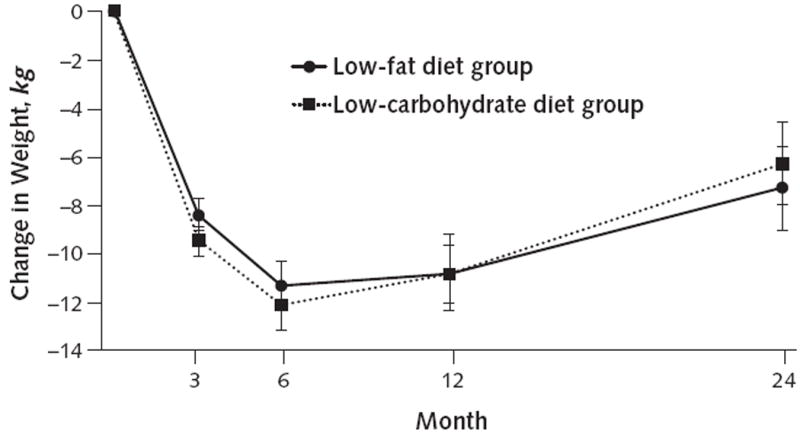 Change in Weight, kg
0
−2
−4
−6
−8
−10
−12
−14
Low-fat diet group
Low-carbohydrate diet group
3 6 12 24
Month